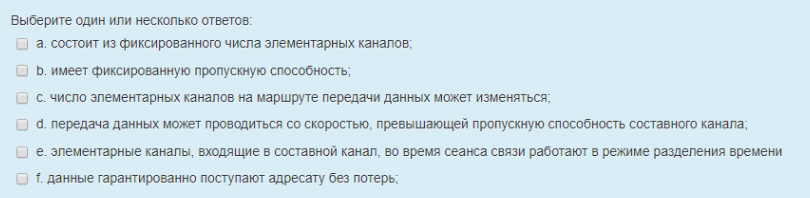 Выберите один или несколько ответов:
a. состоит из фиксированного числа элементарных каналов;
b. имеет фиксированную пропускную способность;
c. число элементарных каналов на маршруте передачи данных может изменяться;
d. передача данных может проводиться со скоростью, превышающей пропускную способность составного канала;
e. элементарные каналы, входящие в составной канал, во время сеанса связи работают в режиме разделения времени
f. данные гарантированно поступают адресату без потерь;